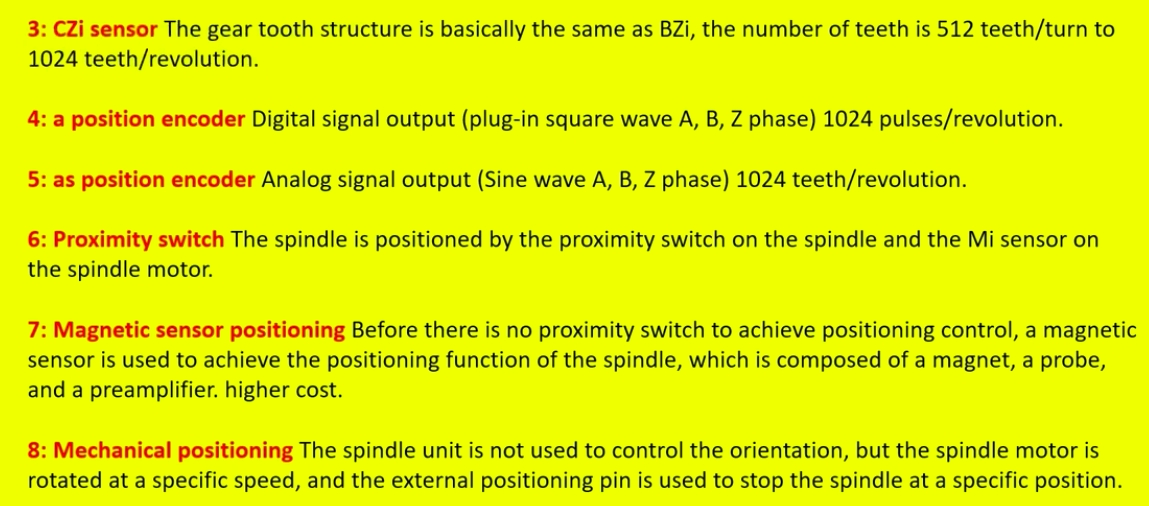 3: CZi sensor The gear tooth structure is basically the same as BZi, the number of teeth is 512 teeth/turn to
1024 teeth/revolution.
4: a position encoder Digital signal output (plug-in square wave A, B, Z phase) 1024 pulses/revolution.
5: as position encoder Analog signal output (Sine wave A, B, Z phase) 1024 teeth/revolution.
6: Proximity switch The spindle is positioned by the proximity switch on the spindle and the Mi sensor on
the spindle motor.
7: Magnetic sensor positioning Before there is no proximity switch to achieve positioning control, a magnetic
sensor is used to achieve the positioning function of the spindle, which is composed of a magnet, a probe,
and a preamplifier. higher cost.
8: Mechanical positioning The spindle unit is not used to control the orientation, but the spindle motor is
rotated at a specific speed, and the external positioning pin is used to stop the spindle at a specific position.